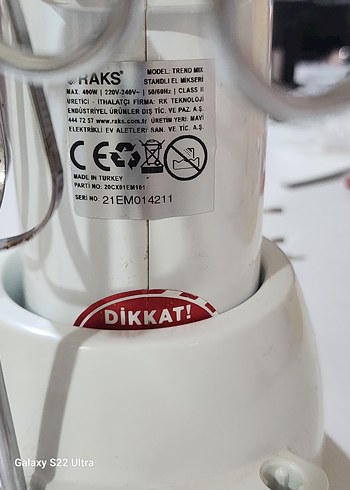 RAKS® MODEL: TREND MIX
STANDLI EL MİKSERİ
MAX. 400W | 220V-240V~ | 50/60Hz | CLASS II
ÜRETİCİ - İTHALATÇI FİRMA: RK TEKNOLOJİ
ENDÜSTRİYEL ÜRÜNLER DIŞ TİC. VE PAZ. A.Ş.
444 72 57 www.raks.com.tr ÜRETİM YERİ: MAYİ
ELEKTRİKLİ EV ALETLERİ SAN. VE TİC. A.Ş.
CE
MADE IN TURKEY
PARTİ NO: 20CX01EM101
SERİ NO: 21EM014211
DİKKAT!
Galaxy S22 Ultra